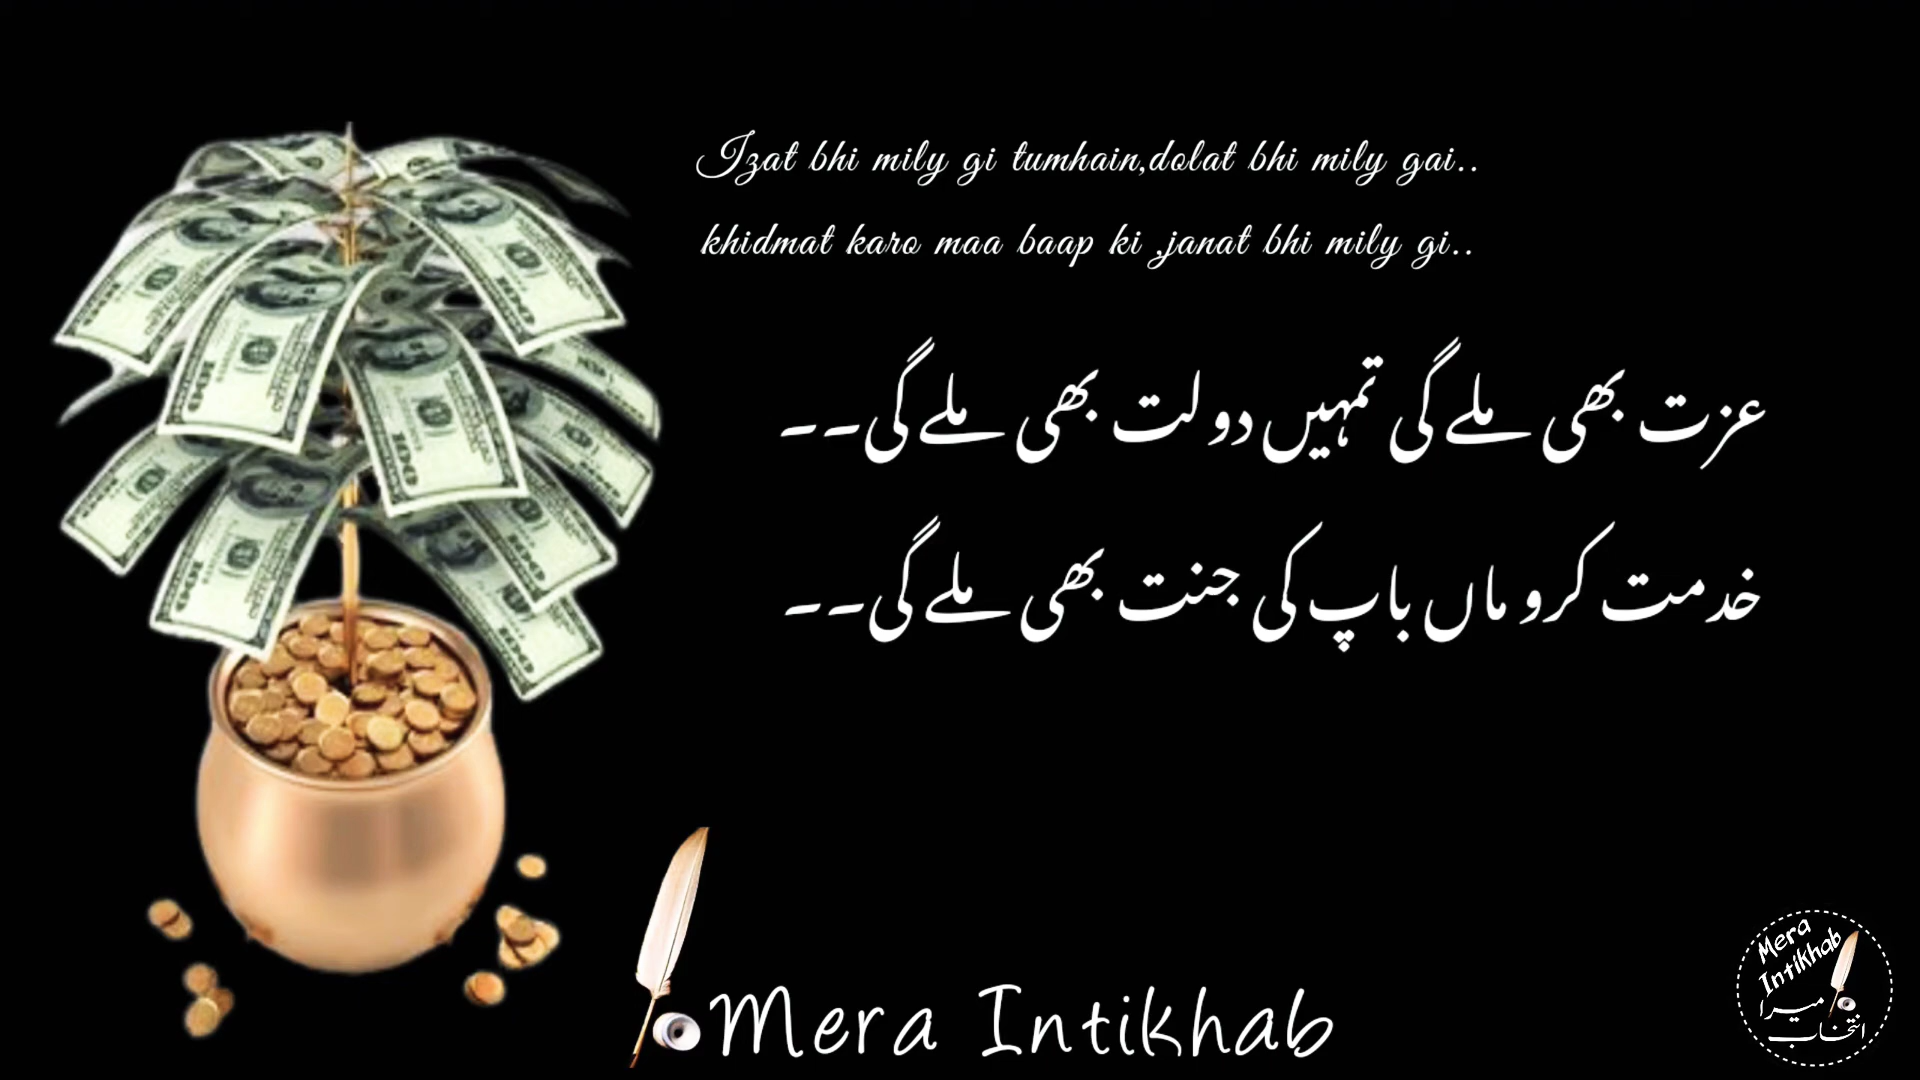 Izat bhi mily gi tumhain,dolat bhi mily gai..
khidmat karo maa baap ki ,janat bhi mily gi..
عزت بھی ملے گی تمہیں دولت بھی ملے گی۔۔
خدمت کرو ماں باپ کی جنت بھی ملے گی۔۔
Mera Intikhab
Mera
Intikhab
میرا
انتخاب